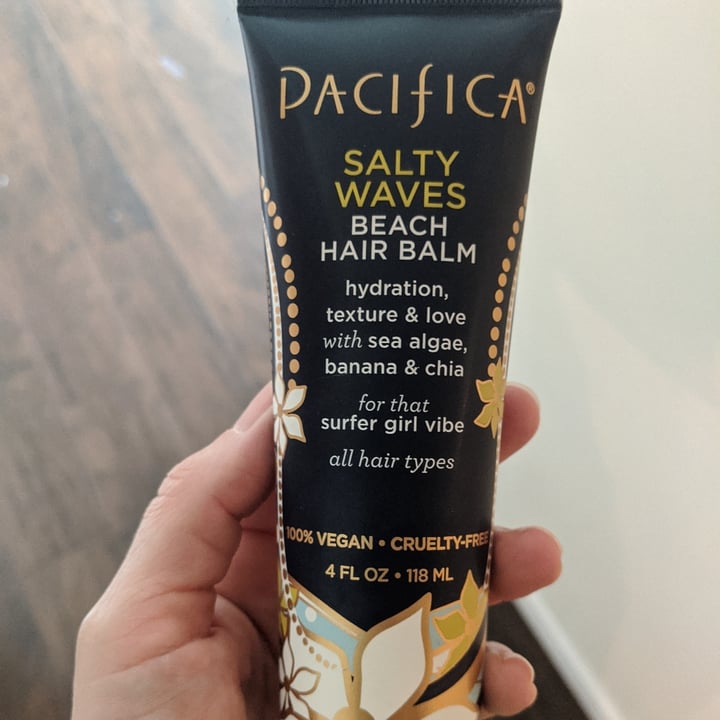 PACIFICA®
SALTY
WAVES
BEACH
HAIR BALM
hydration,
texture & love
with sea algae,
banana & chia
for that
surfer girl vibe
all hair types
100% VEGAN • CRUELTY-FREE
4 FL OZ • 118 ML